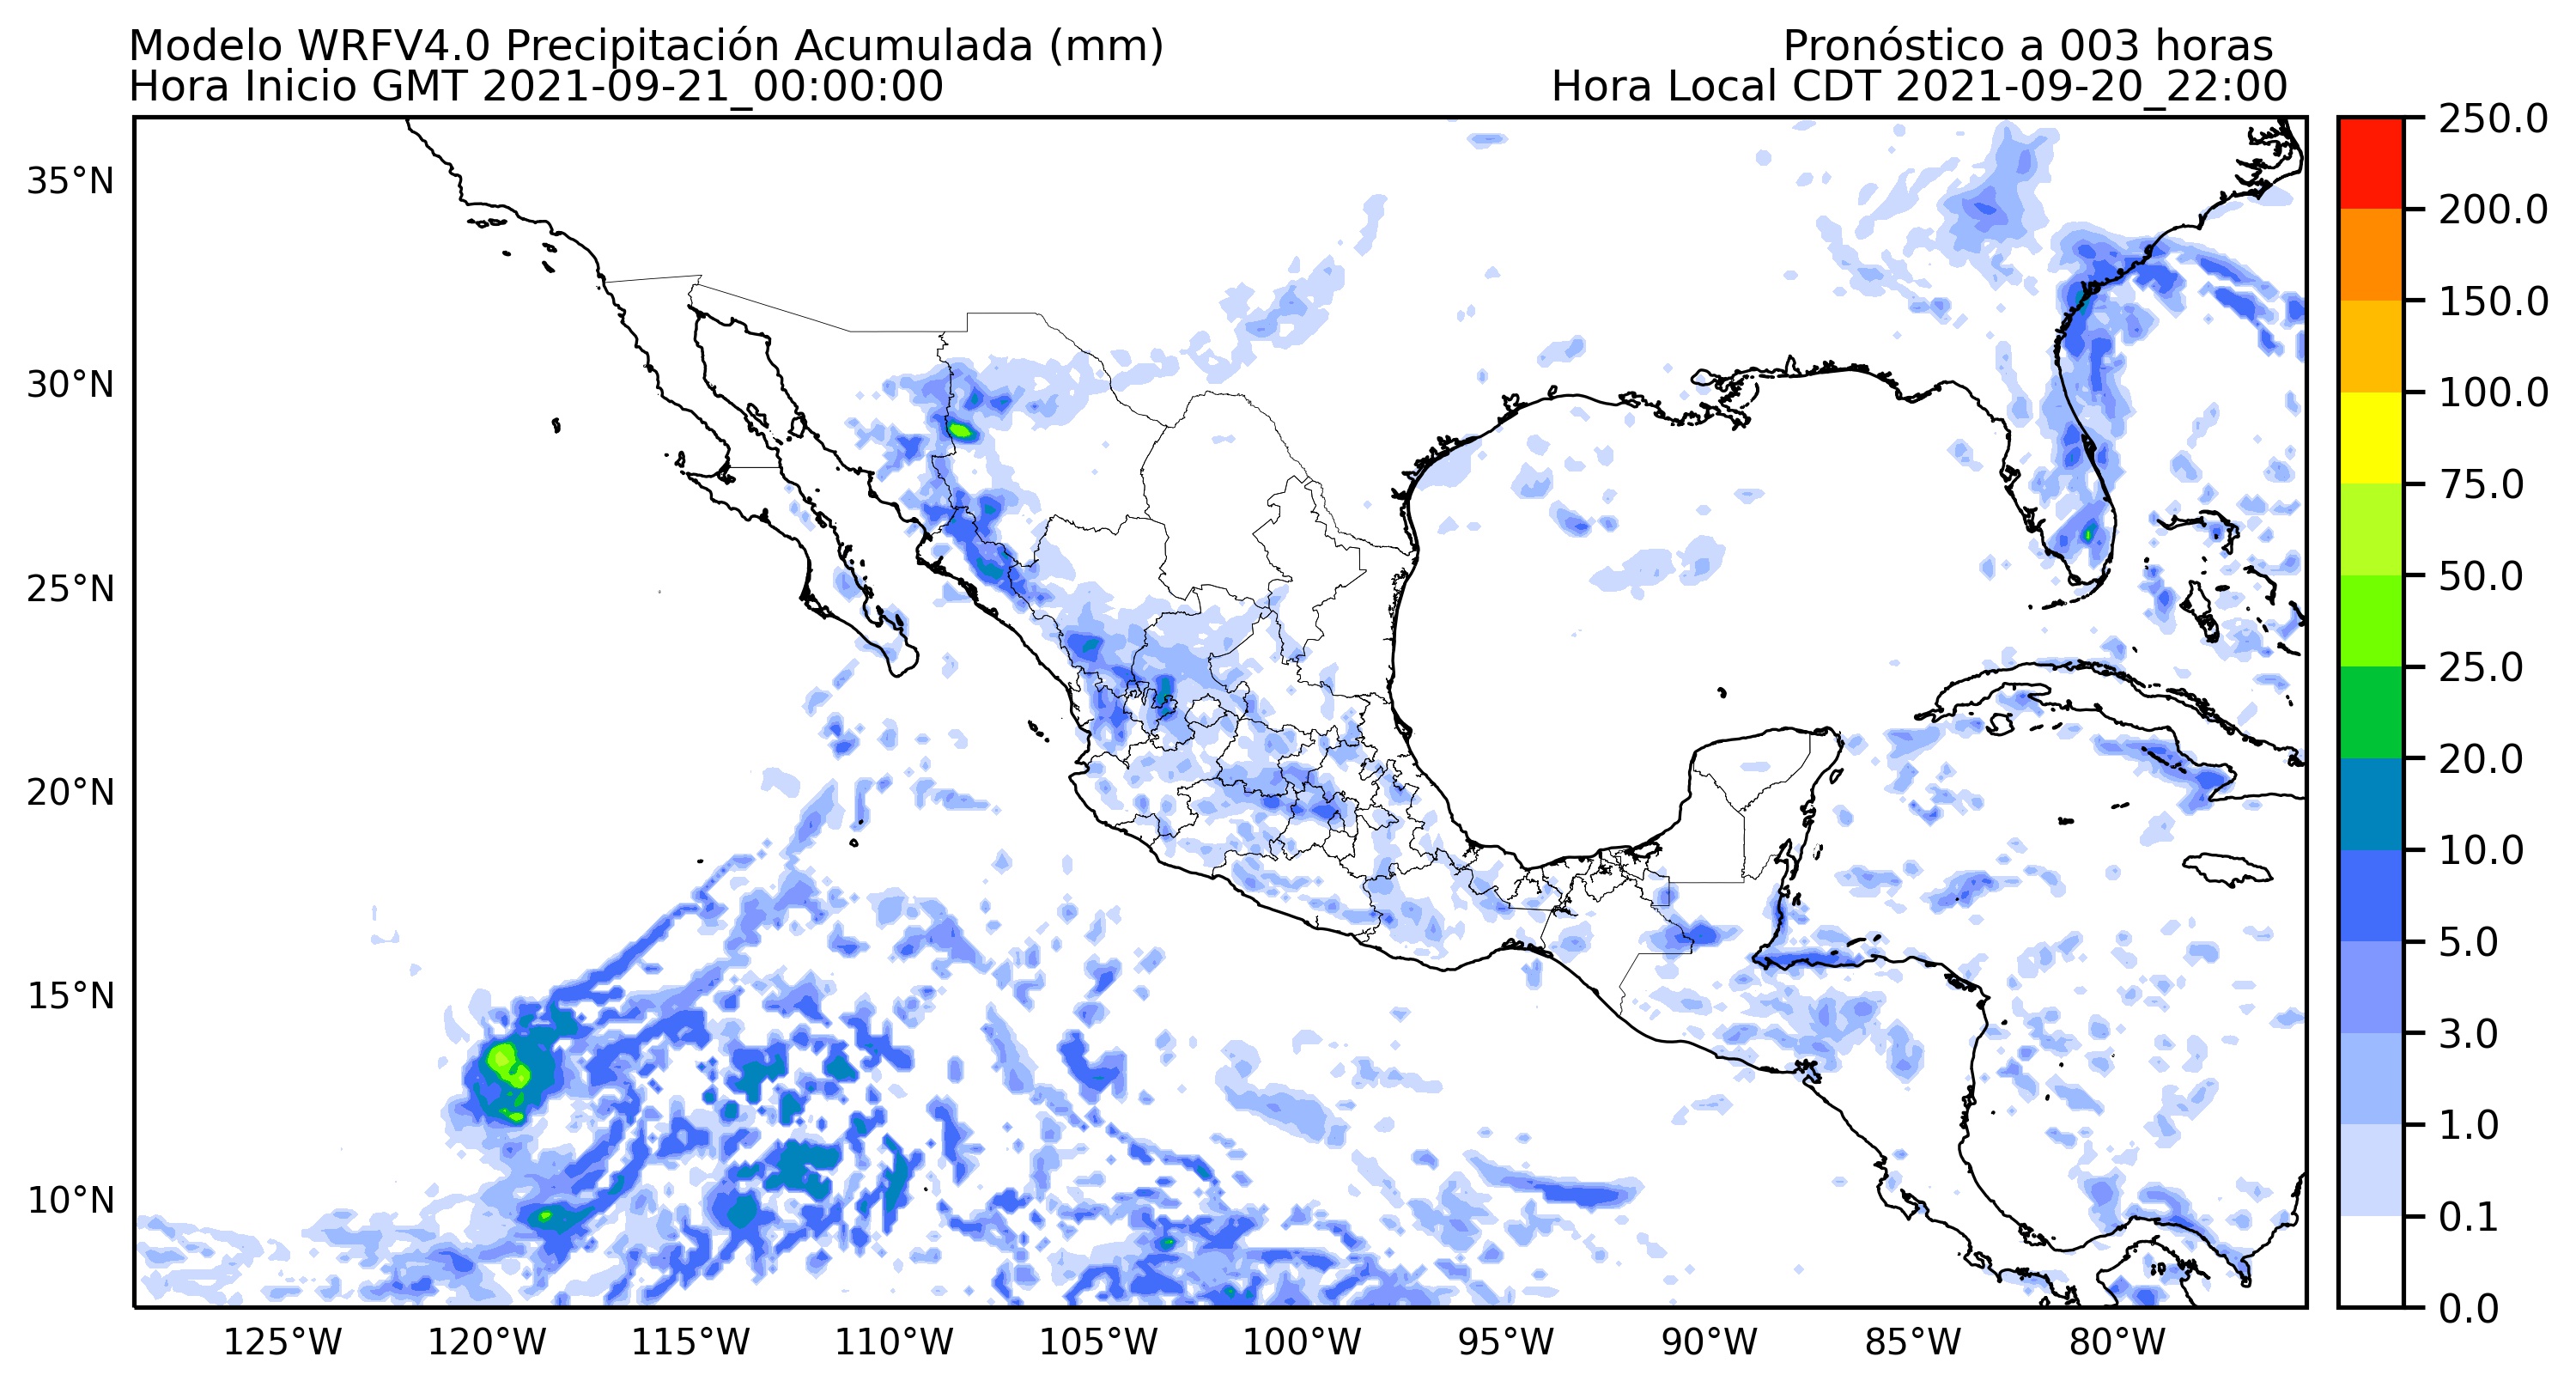 Modelo WRFV4.0 Precipitación Acumulada (mm)
Pronóstico a 003 horas
Hora Inicio GMT 2021-09-21_00:00:00
Hora Local CDT 2021-09-20_22:00
35°N
30°N
25°N
20°N
15°N
10°N
125°W
120°W
115°W
110°W
105°W
100°W
95°W
90°W
85°W
80°W
250.0
200.0
150.0
100.0
75.0
50.0
25.0
20.0
10.0
5.0
3.0
1.0
0.1
0.0